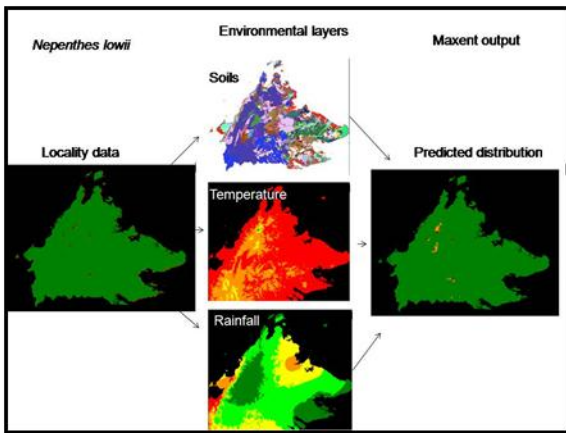 Nepenthes lowii
Environmental layers
Maxent output
Soils
Locality data
Predicted distribution
Temperature
Rainfall